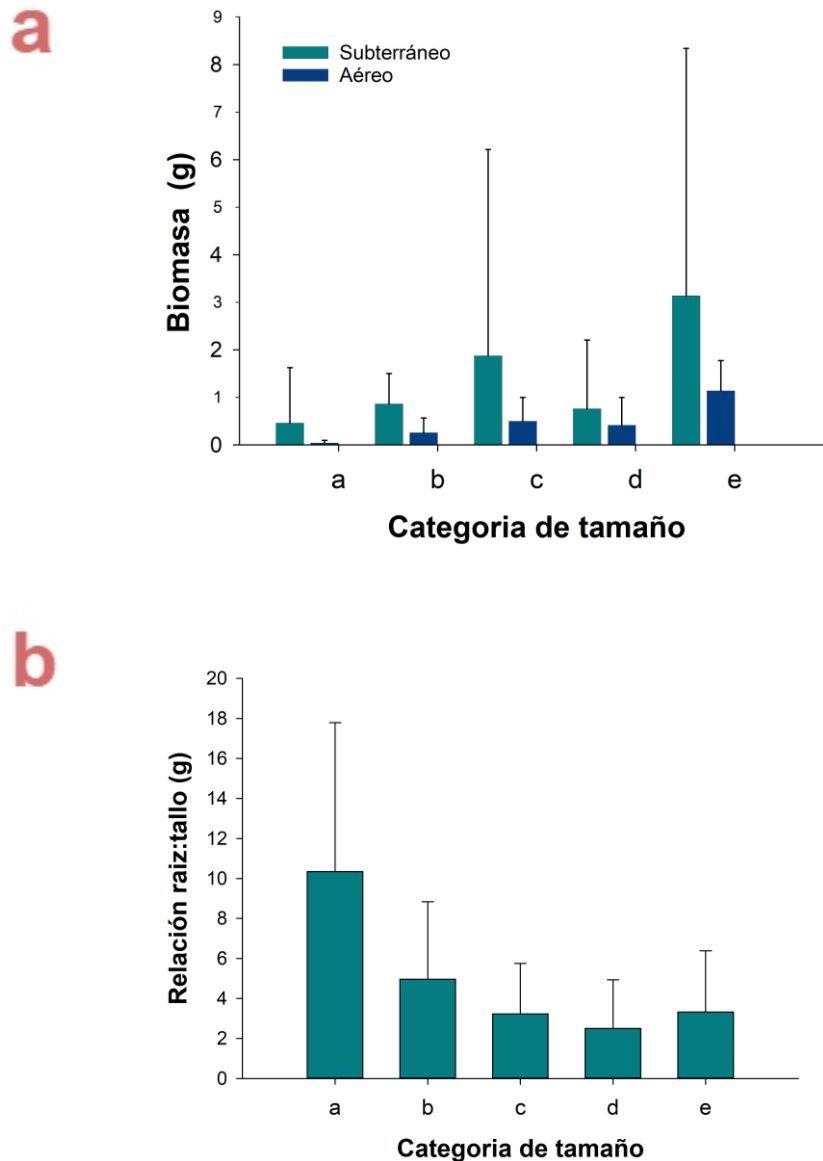 a
9
8
7
6
5
4
3
2
1
0
Biomasa (g)
Subterráneo
Aéreo
a b c d e
Categoria de tamaño
b
20
18
16
14
12
10
8
6
4
2
0
Relación raiz:tallo (g)
a b c d e
Categoria de tamaño